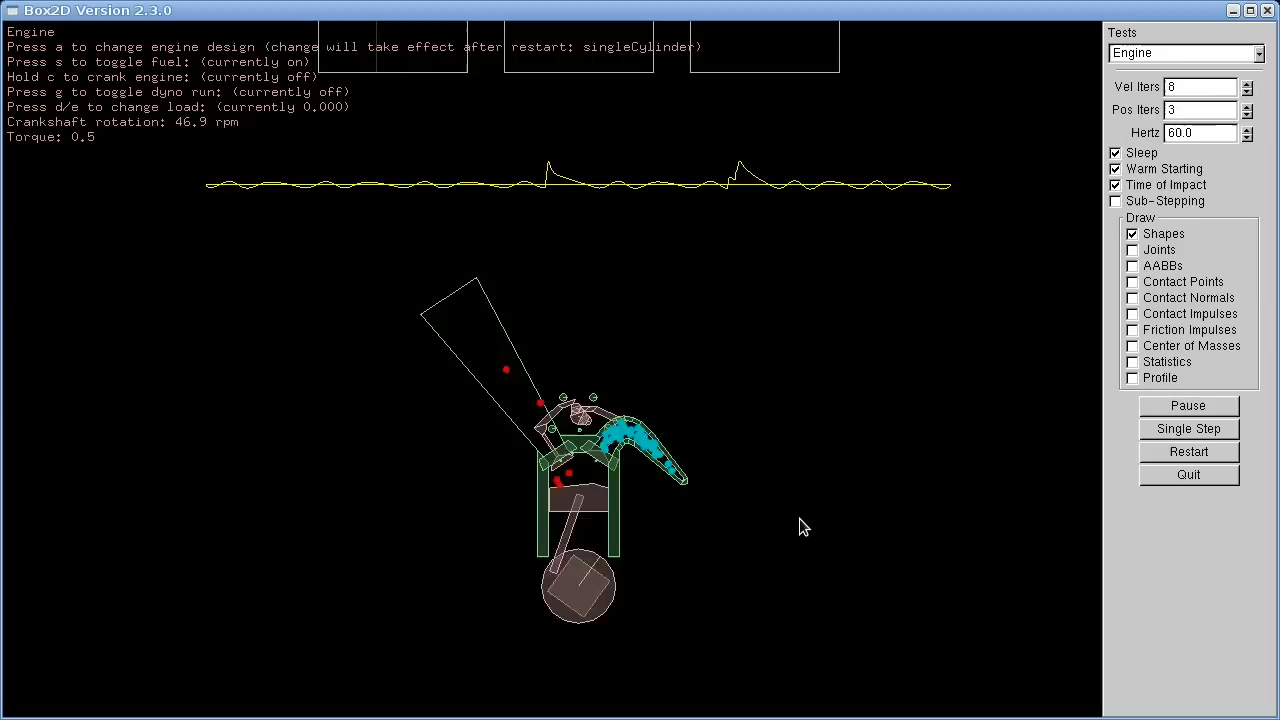 Box2D Version 2.3.0
Engine
Press a to change engine design (change will take effect after restart: singleCylinder)
Press s to toggle fuel: (currently on)
Hold c to crank engine: (currently off)
Press g to toggle dyno run: (currently off)
Press d/e to change load: (currently 0.000)
Crankshaft rotation: 46.9 rpm
Torque: 0.5
Tests
Engine
Vel Iters 8
Pos Iters 3
Hertz 60.0
Sleep
Warm Starting
Time of Impact
Sub-Stepping
Draw
Shapes
Joints
AABBs
Contact Points
Contact Normals
Contact Impulses
Friction Impulses
Center of Masses
Statistics
Profile
Pause
Single Step
Restart
Quit